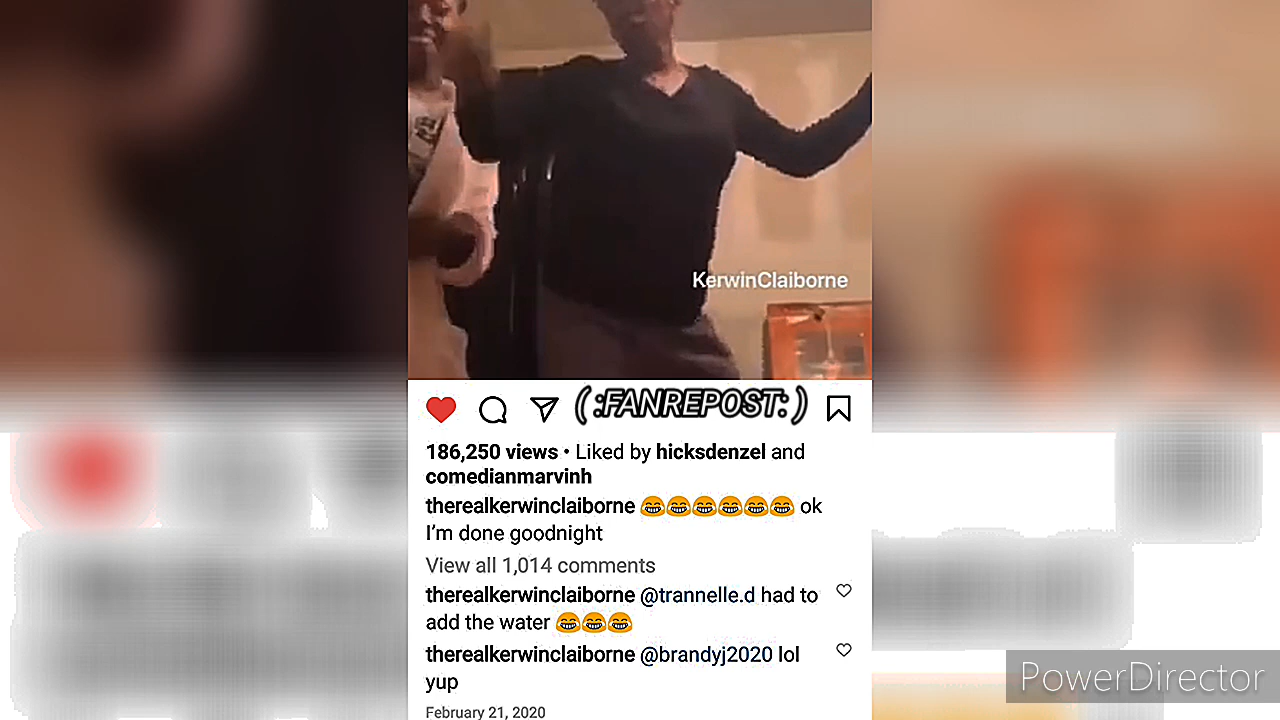 KerwinClaiborne
( :FANREPOST: )
186,250 views • Liked by hicksdenzel and
comedianmarvinh
therealkerwinclaiborne 😂😂😂😂😂😂 ok
I'm done goodnight
View all 1,014 comments
therealkerwinclaiborne @trannelle.d had to
add the water 😂😂😂
therealkerwinclaiborne @brandyj2020 lol
yup
February 21, 2020
PowerDirector